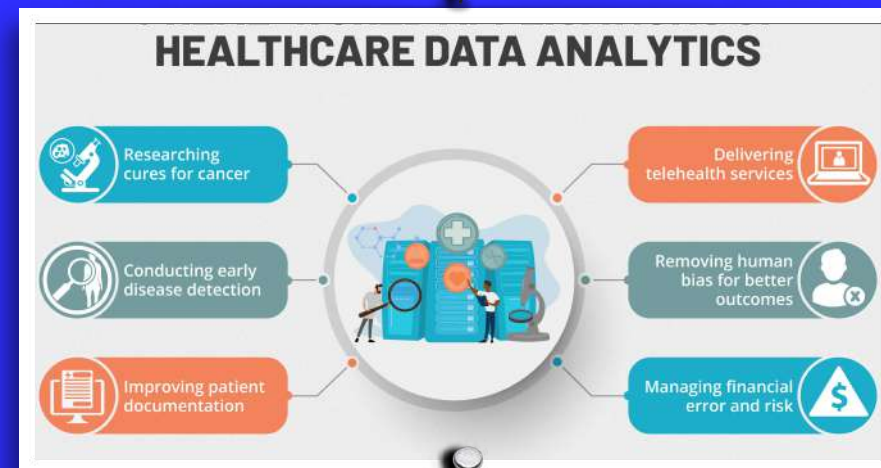 HEALTHCARE DATA ANALYTICS
Researching
cures for cancer
Conducting early
disease detection
Improving patient
documentation
Delivering
telehealth services
Removing human
bias for better
outcomes
Managing financial
error and risk
$